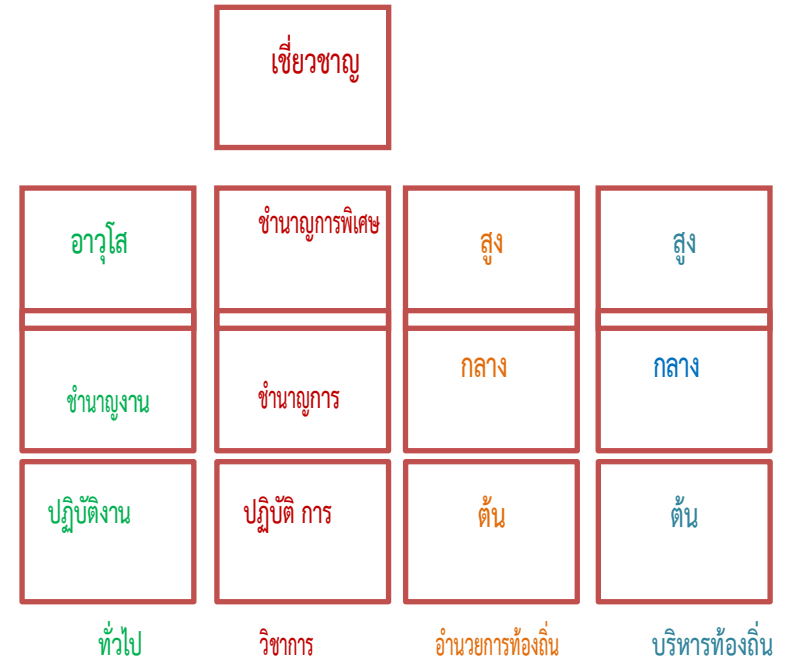 เชี่ยวชาญ
อาวุโส
ชำนาญการพิเศษ
สูง
สูง
ชำนาญงาน
ชำนาญการ
กลาง
กลาง
ปฏิบัติงาน
ปฏิบัติ การ
ต้น
ต้น
ทั่วไป
วิชาการ
อำนวยการท้องถิ่น
บริหารท้องถิ่น